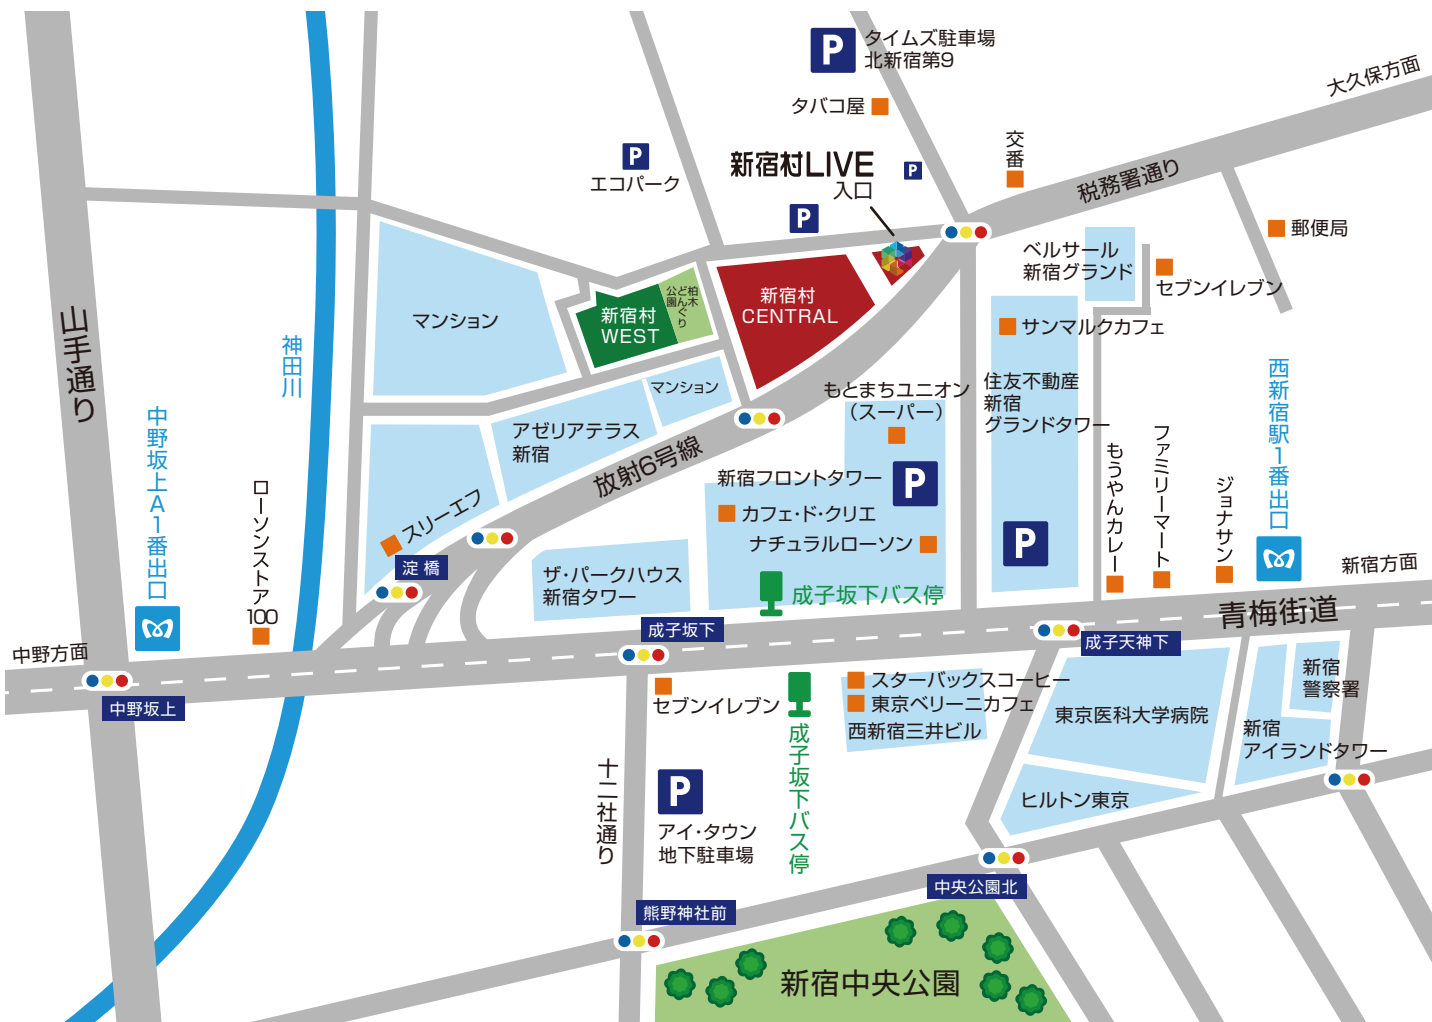 P
タイムズ駐車場
北新宿第9
大久保方面
タバコ屋
交番
P
エコパーク
新宿村LIVE
入口
P
P
税務署通り
郵便局
ベルサール
新宿グランド
セブンイレブン
山手通り
神田川
マンション
新宿村
WEST
柏木
どんぐり
公園
新宿村
CENTRAL
サンマルクカフェ
マンション
もとまちユニオン
（スーパー）
住友不動産
新宿
グランドタワー
西新宿駅1番出口
中野坂上A1番出口
アゼリアテラス
新宿
放射6号線
新宿フロントタワー
P
カフェ・ド・クリエ
ナチュラルローソン
P
もうやんカレー
ファミリーマート
ジョナサン
ローソンストア
100
スリーエフ
淀橋
ザ・パークハウス
新宿タワー
成子坂下バス停
新宿方面
青梅街道
中野方面
中野坂上
成子坂下
成子天神下
セブンイレブン
成子坂下バス停
スターバックスコーヒー
東京ベリーニカフェ
西新宿三井ビル
東京医科大学病院
新宿
警察署
新宿
アイランドタワー
ヒルトン東京
十二社通り
P
アイ・タウン
地下駐車場
中央公園北
熊野神社前
新宿中央公園